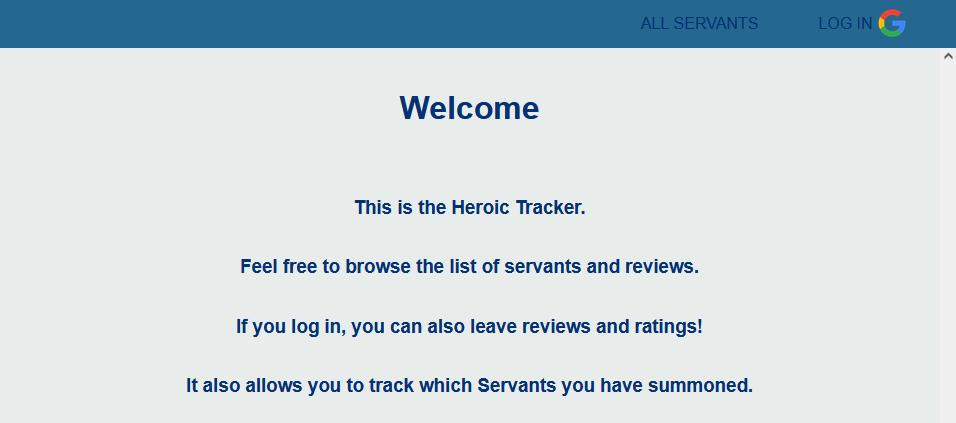 ALL SERVANTS
LOG IN
Welcome
This is the Heroic Tracker.
Feel free to browse the list of servants and reviews.
If you log in, you can also leave reviews and ratings!
It also allows you to track which Servants you have summoned.